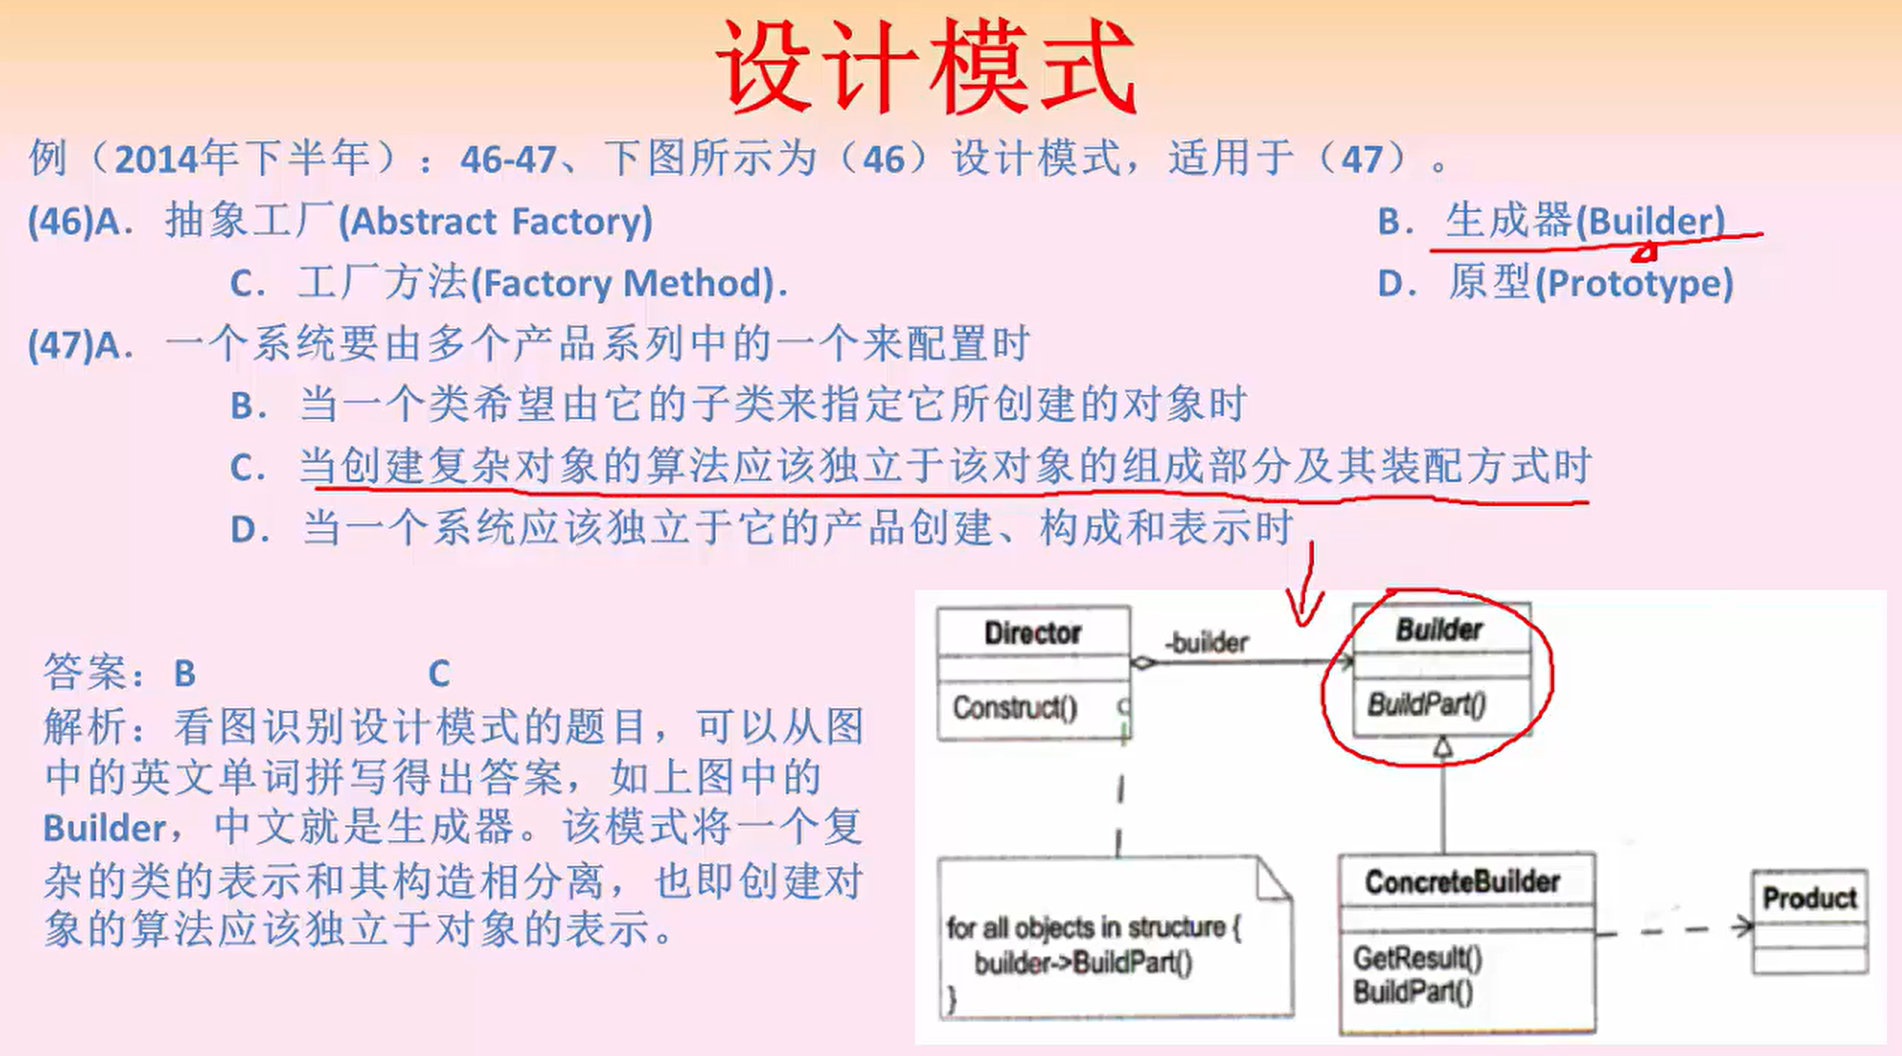 设计模式
例（2014年下半年）：46-47、下图所示为（46）设计模式，适用于（47）。
(46)A．抽象工厂(Abstract Factory)
B．生成器(Builder)
C．工厂方法(Factory Method)．
D．原型(Prototype)
(47)A．一个系统要由多个产品系列中的一个来配置时
B．当一个类希望由它的子类来指定它所创建的对象时
C．当创建复杂对象的算法应该独立于该对象的组成部分及其装配方式时
D．当一个系统应该独立于它的产品创建、构成和表示时
答案：B C
解析：看图识别设计模式的题目，可以从图
中的英文单词拼写得出答案，如上图中的
Builder，中文就是生成器。该模式将一个复
杂的类的表示和其构造相分离，也即创建对
象的算法应该独立于对象的表示。
Director
-builder
Builder
Construct()
BuildPart()
for all objects in structure {
builder->BuildPart()
}
ConcreteBuilder
GetResult()
BuildPart()
Product